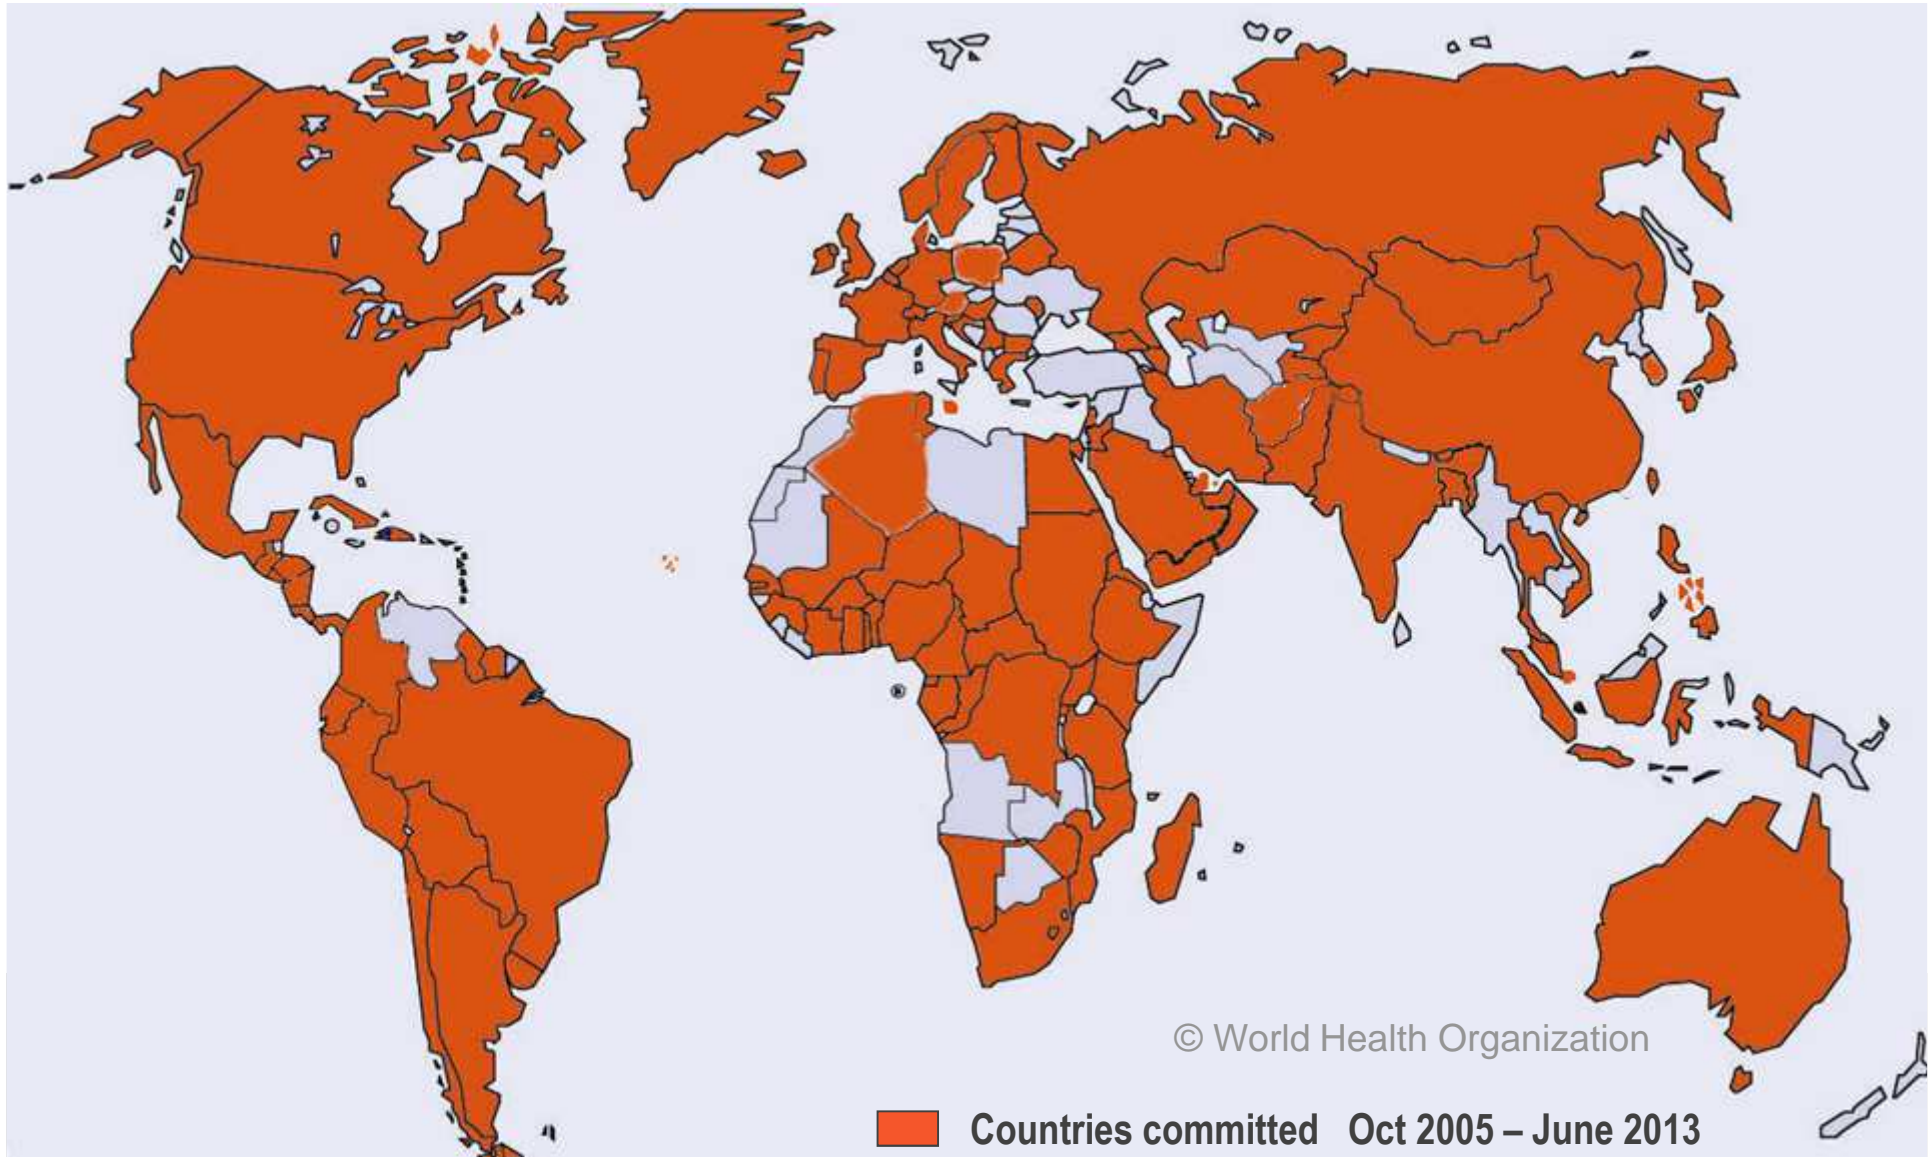 © World Health Organization
Countries committed Oct 2005 – June 2013